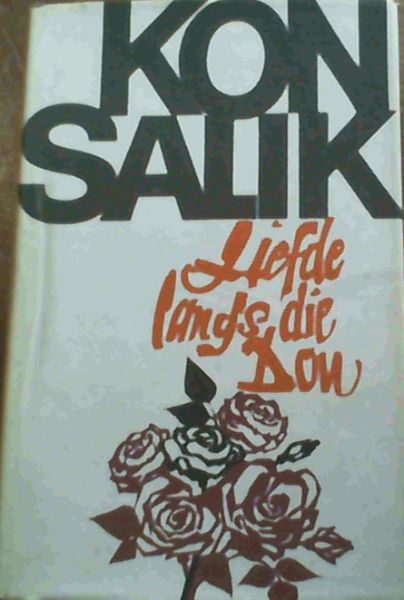 KON
SALIK
Liefde
langs die
Don